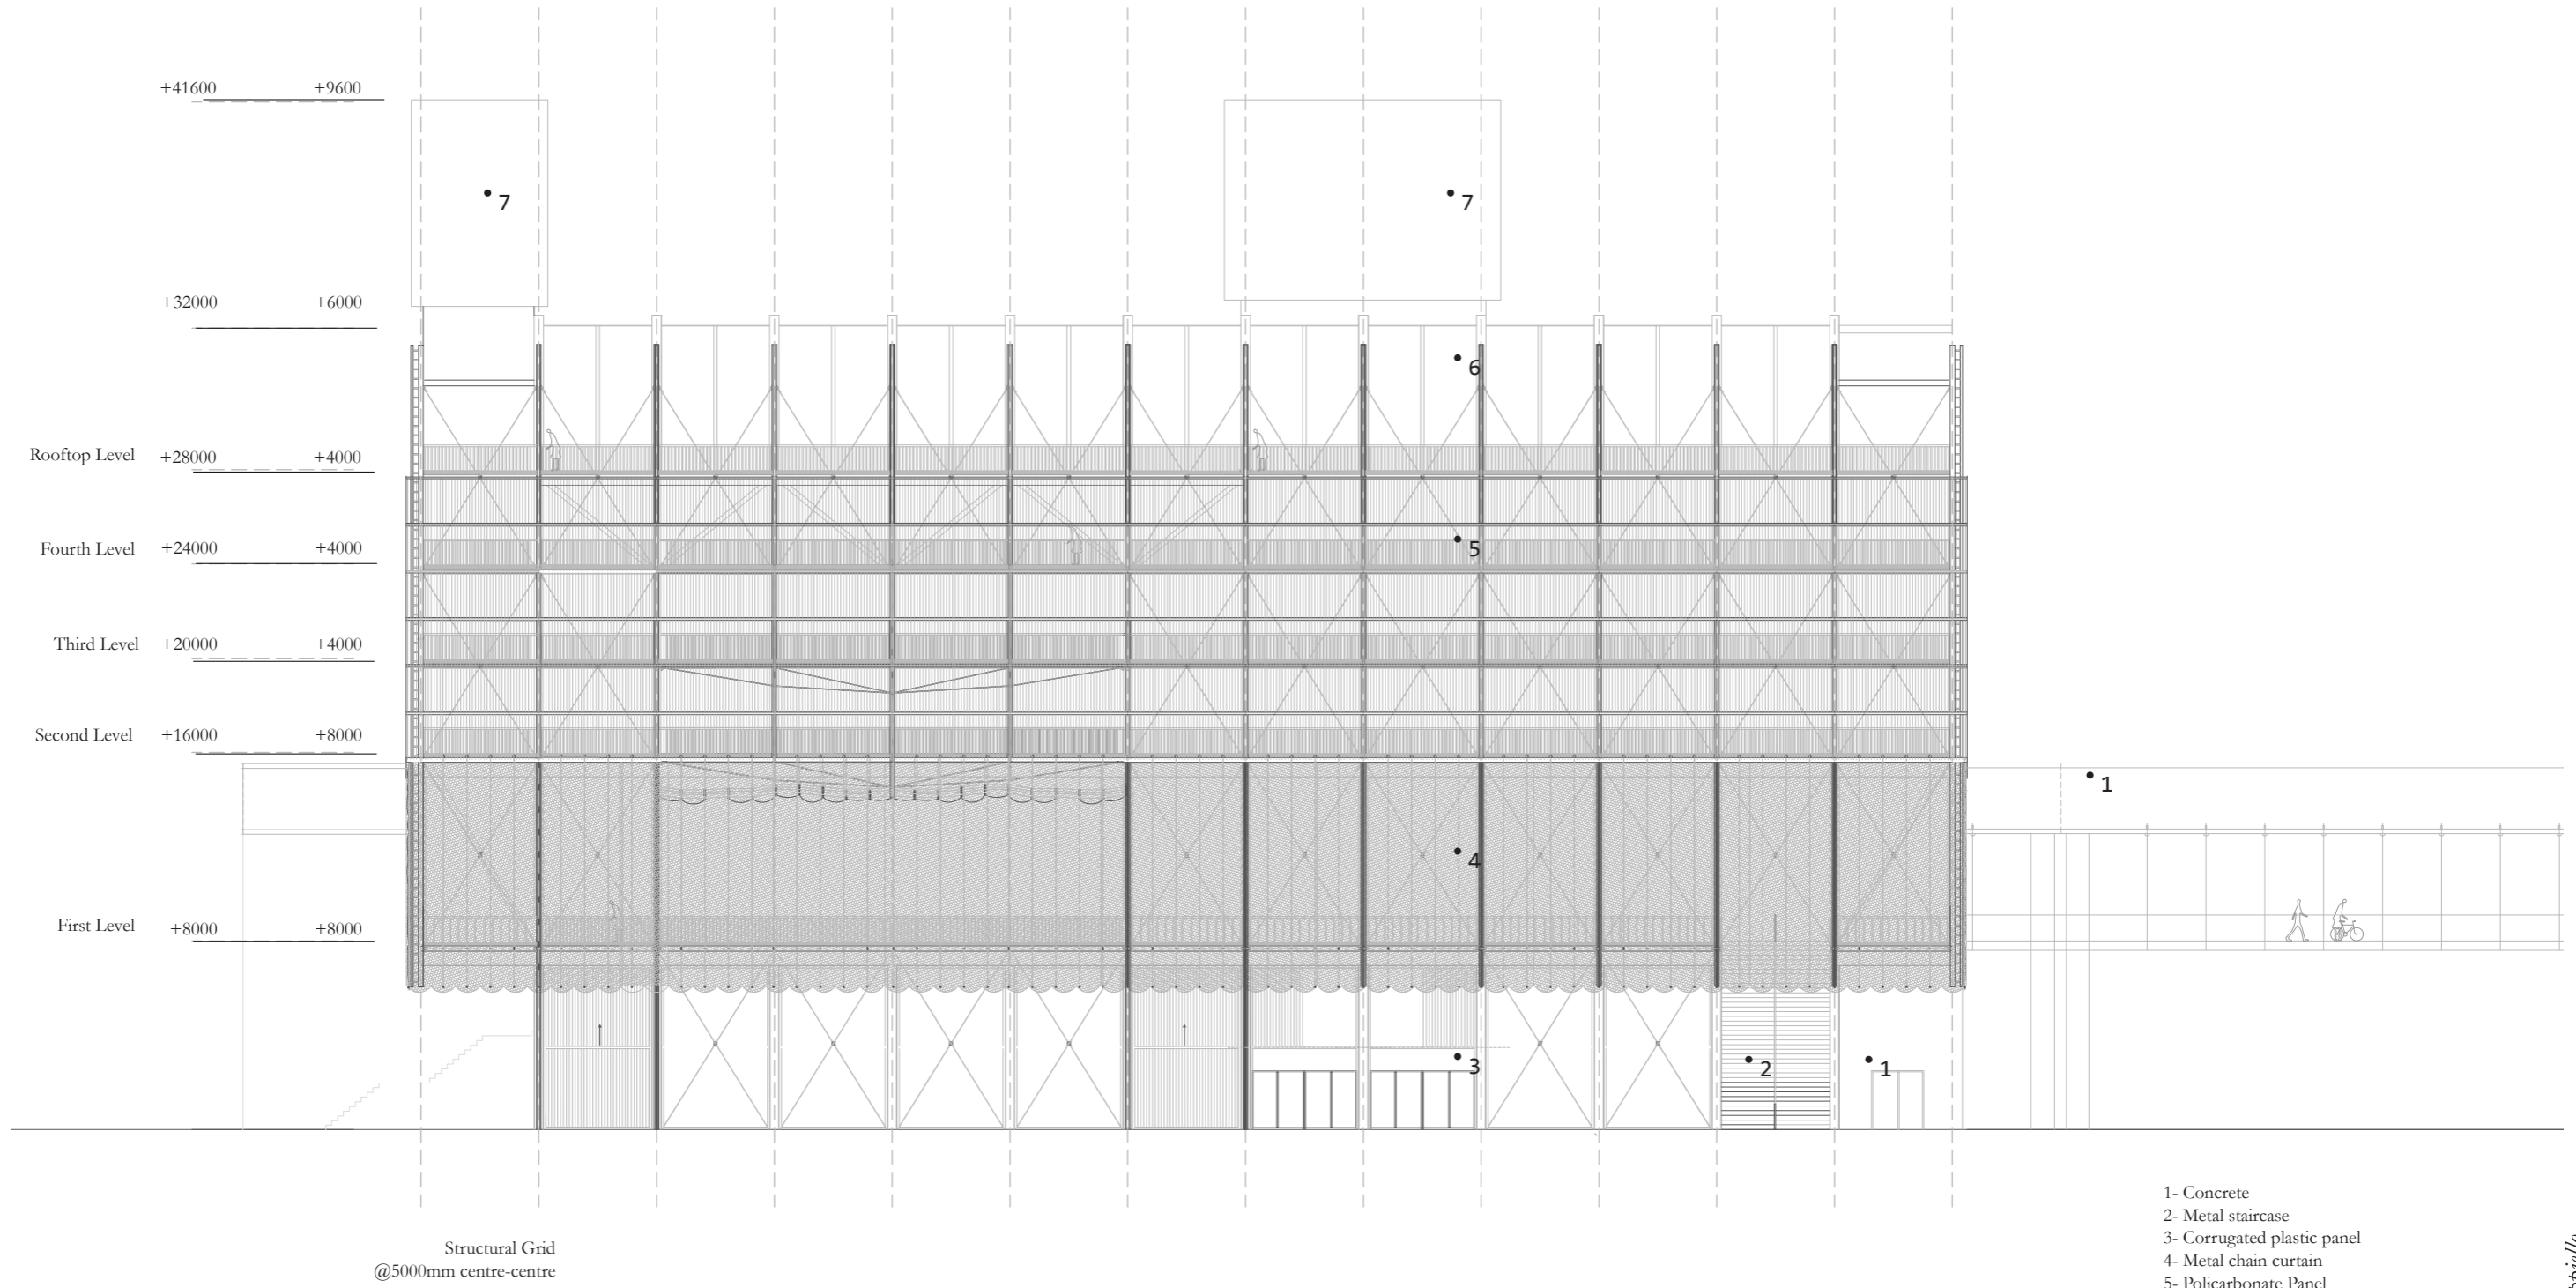 +41600 +9600
7 7
+32000 +6000
6
Rooftop Level +28000 +4000
Fourth Level +24000 +4000
5
Third Level +20000 +4000
Second Level +16000 +8000
1
4
First Level +8000 +8000
3 2 1
1- Concrete
2- Metal staircase
3- Corrugated plastic panel
4- Metal chain curtain
5- Policarbonate Panel
Structural Grid
@5000mm centre-centre